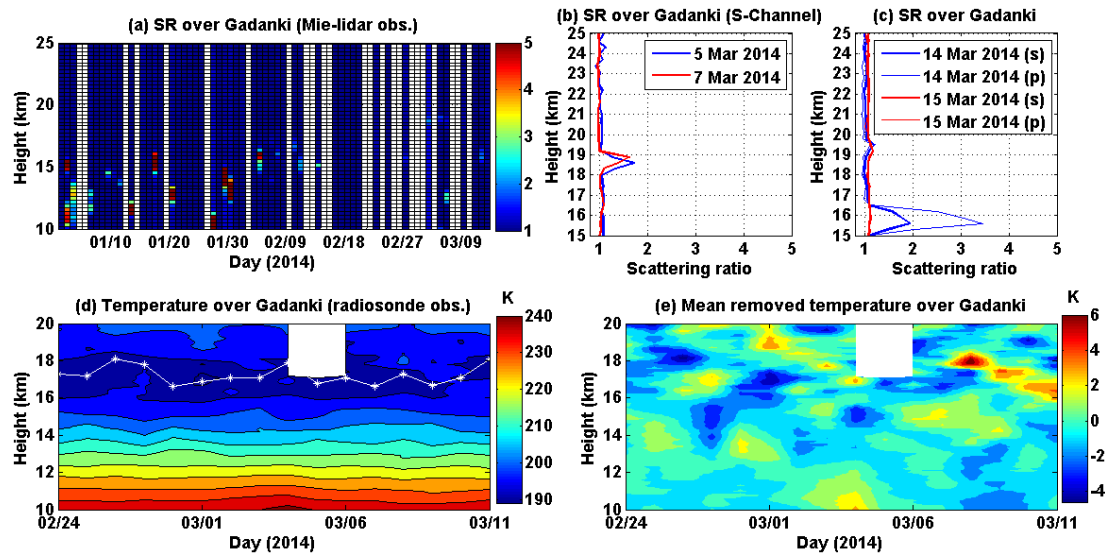 (a) SR over Gadanki (Mie-lidar obs.)
25
20
15
10
Height (km)
01/10 01/20 01/30 02/09 02/18 02/27 03/09
Day (2014)
5
4
3
2
1
(b) SR over Gadanki (S-Channel)
25
24
23
22
21
20
19
18
17
16
15
Height (km)
5 Mar 2014
7 Mar 2014
1 2 3 4 5
Scattering ratio
(c) SR over Gadanki
25
24
23
22
21
20
19
18
17
16
15
Height (km)
14 Mar 2014 (s)
14 Mar 2014 (p)
15 Mar 2014 (s)
15 Mar 2014 (p)
1 2 3 4 5
Scattering ratio
(d) Temperature over Gadanki (radiosonde obs.)
K
20
18
16
14
12
10
Height (km)
02/24 03/01 03/06 03/11
Day (2014)
240
230
220
210
200
190
(e) Mean removed temperature over Gadanki
K
20
18
16
14
12
10
Height (km)
02/24 03/01 03/06 03/11
Day (2014)
6
4
2
0
-2
-4